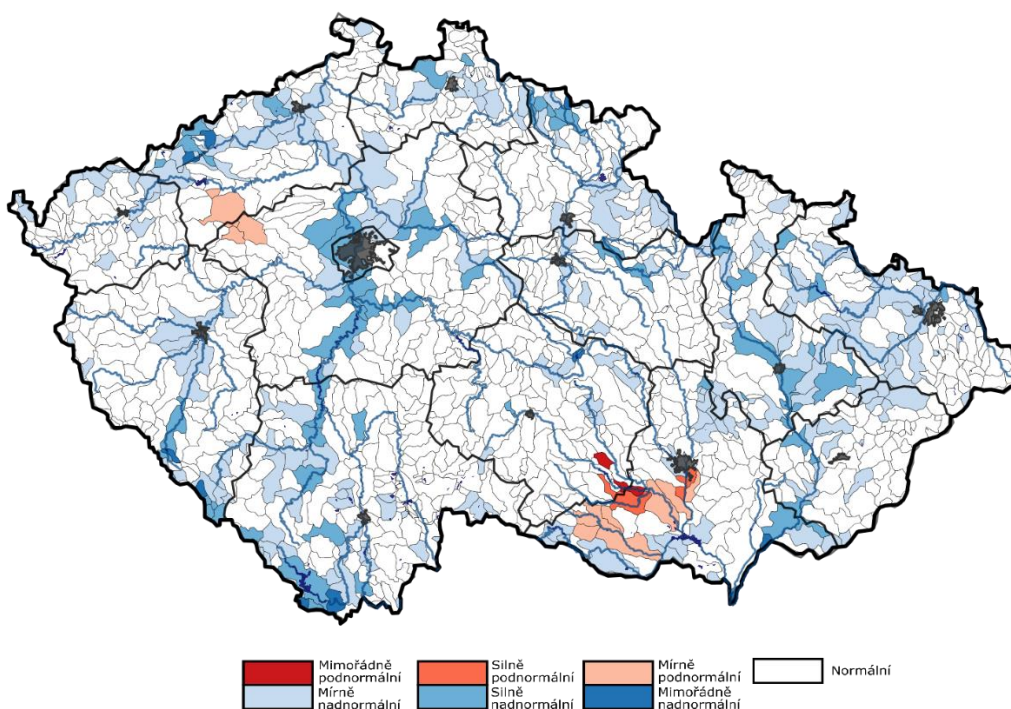 Mimořádně
podnormální
Silně
podnormální
Mírně
podnormální
Normální
Mírně
nadnormální
Silně
nadnormální
Mimořádně
nadnormální